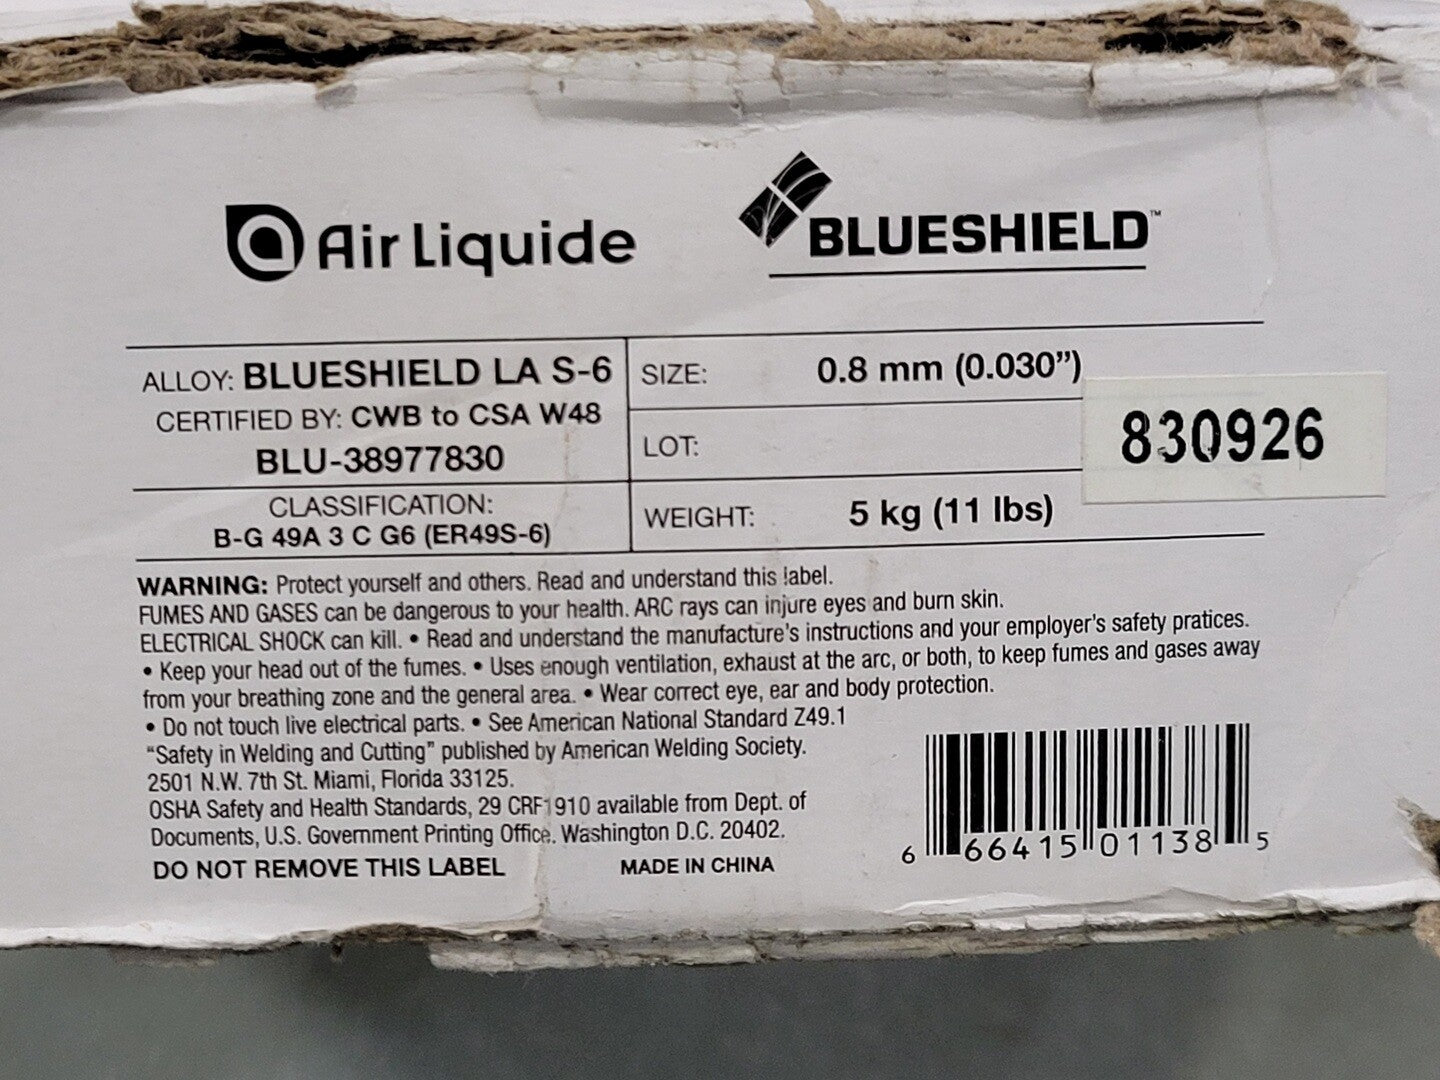 Air Liquide
BLUESHIELD™
ALLOY: BLUESHIELD LA S-6
CERTIFIED BY: CWB to CSA W48
BLU-38977830
CLASSIFICATION:
B-G 49A 3 C G6 (ER49S-6)
SIZE: 0.8 mm (0.030”)
LOT: 830926
WEIGHT: 5 kg (11 lbs)
WARNING: Protect yourself and others. Read and understand this label.
FUMES AND GASES can be dangerous to your health. ARC rays can injure eyes and burn skin.
ELECTRICAL SHOCK can kill. • Read and understand the manufacture's instructions and your employer's safety pratices.
• Keep your head out of the fumes. • Uses enough ventilation, exhaust at the arc, or both, to keep fumes and gases away
from your breathing zone and the general area. • Wear correct eye, ear and body protection.
• Do not touch live electrical parts. • See American National Standard Z49.1
“Safety in Welding and Cutting” published by American Welding Society.
2501 N.W. 7th St. Miami, Florida 33125.
OSHA Safety and Health Standards, 29 CRF1910 available from Dept. of
Documents, U.S. Government Printing Office. Washington D.C. 20402.
DO NOT REMOVE THIS LABEL MADE IN CHINA
6 66415 01138 5